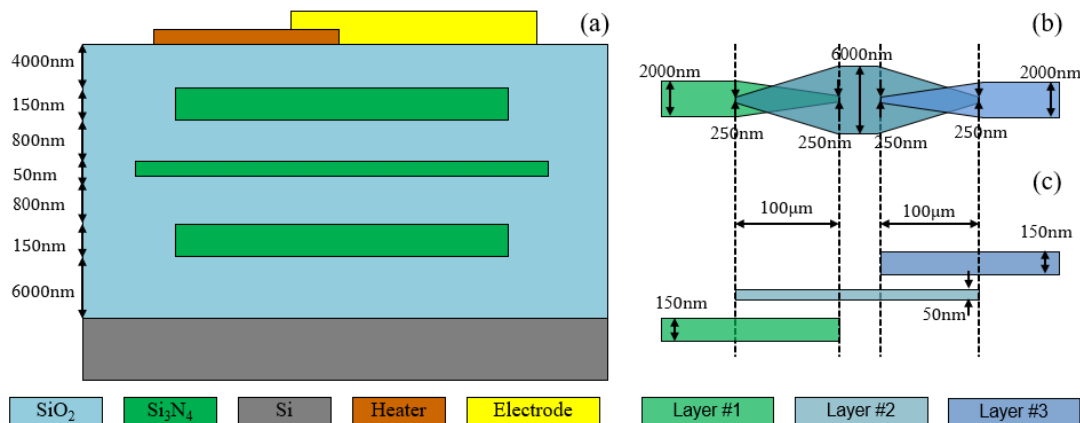 (a)
4000nm
150nm
800nm
50nm
800nm
150nm
6000nm
(b)
2000nm
6000nm
2000nm
250nm
250nm
250nm
250nm
(c)
100μm
100μm
150nm
150nm
50nm
SiO2
Si3N4
Si
Heater
Electrode
Layer #1
Layer #2
Layer #3